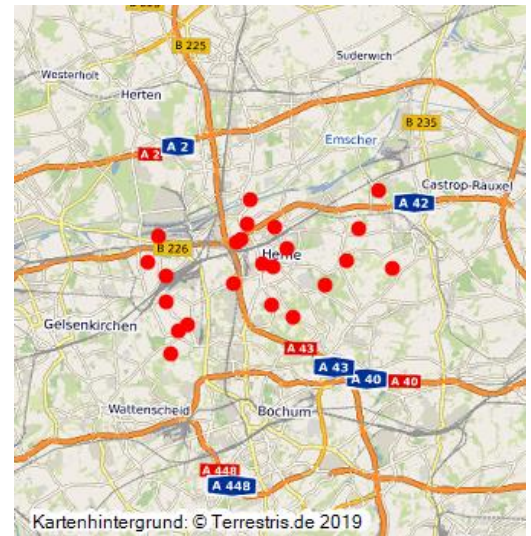 B 225
B 225
Westerholt
Suderwich
Herten
B 235
Emscher
A 2
A 2
Castrop-Rauxel
A 42
B 226
Herne
Gelsenkirchen
A 43
A 43
A 40
A 40
Wattenscheid
Bochum
A 448
A 448
Kartenhintergrund: © Terrestris.de 2019